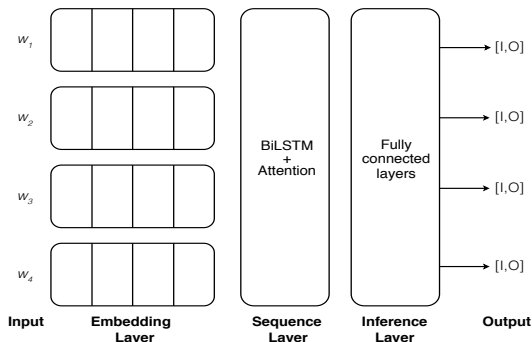 w1
[I,O]
w2
[I,O]
BiLSTM
+
Attention
Fully
connected
layers
w3
[I,O]
w4
[I,O]
Input
Embedding
Layer
Sequence
Layer
Inference
Layer
Output